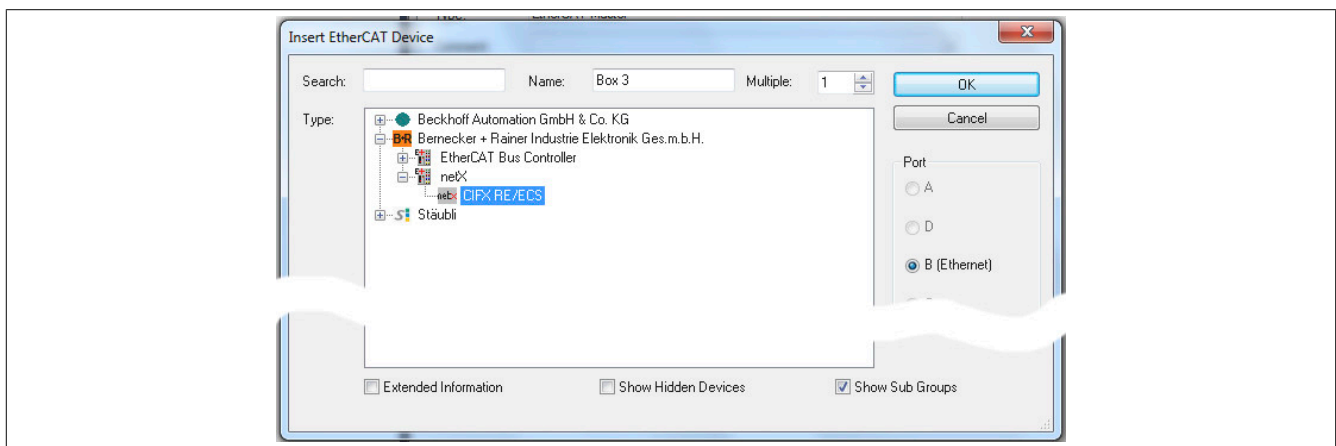 Insert EtherCAT Device
Search:
Name: Box 3
Multiple: 1
OK
Type:
Beckhoff Automation GmbH & Co. KG
Cancel
B&R Bernecker + Rainer Industrie Elektronik Ges.m.b.H.
EtherCAT Bus Controller
netX
netX CIFX RE/ECS
Stäubli
Port
A
D
B (Ethernet)
Extended Information
Show Hidden Devices
Show Sub Groups